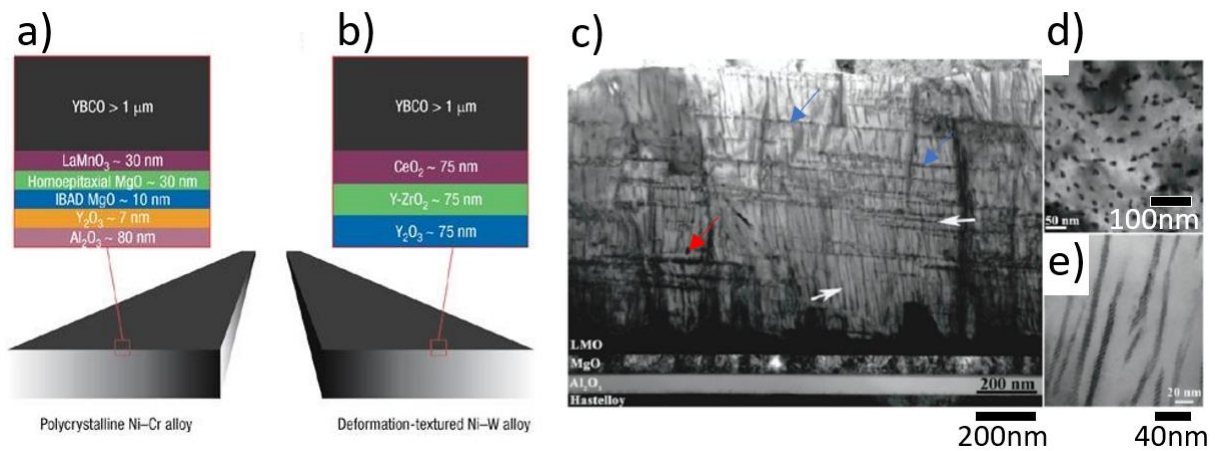 a)
YBCO > 1 μm
LaMnO₃ ~ 30 nm
Homoepitaxial MgO ~ 30 nm
IBAD MgO ~ 10 nm
Y₂O₃ ~ 7 nm
Al₂O₃ ~ 80 nm
Polycrystalline Ni–Cr alloy
b)
YBCO > 1 μm
CeO₂ ~ 75 nm
Y-ZrO₂ ~ 75 nm
Y₂O₃ ~ 75 nm
Deformation-textured Ni–W alloy
c)
LMO
MgO
Al₂O₃
Hastelloy
200 nm
200nm
d)
50 nm
100nm
e)
20 nm
40nm